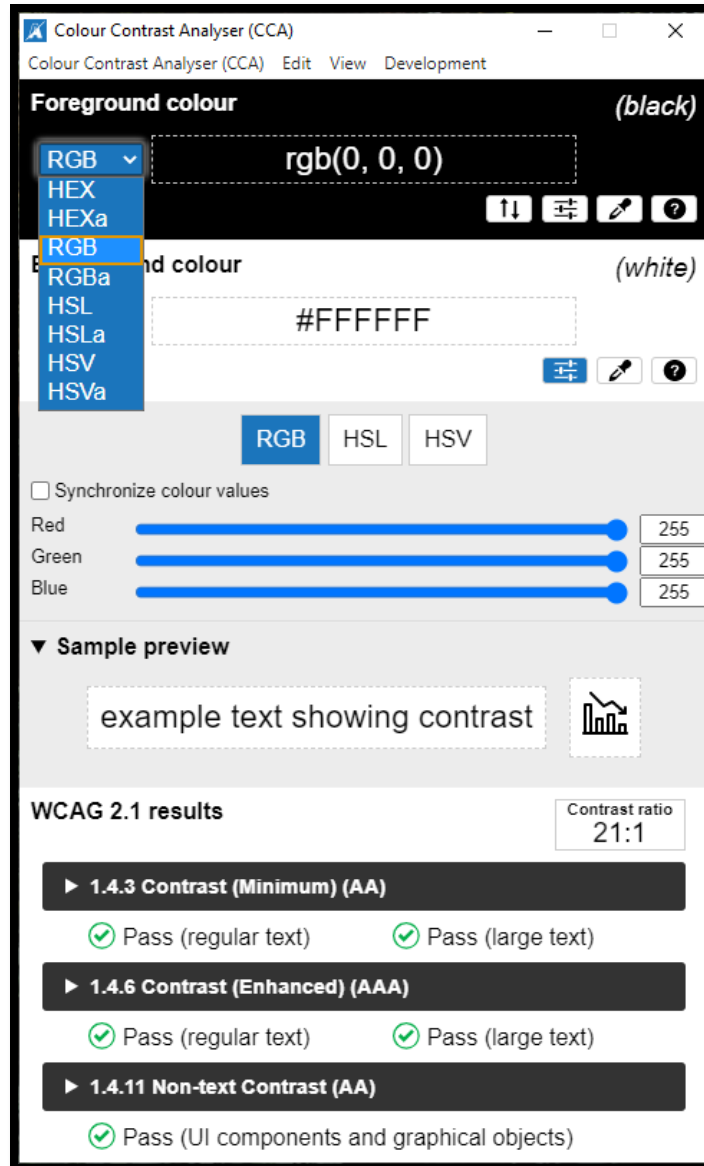 Colour Contrast Analyser (CCA)
Colour Contrast Analyser (CCA) Edit View Development
Foreground colour (black)
RGB rgb(0, 0, 0)
HEX
HEXa
RGB
RGBa
HSL
HSLa
HSV
HSVa
nd colour (white)
#FFFFFF
RGB HSL HSV
Synchronize colour values
Red 255
Green 255
Blue 255
▼ Sample preview
example text showing contrast
WCAG 2.1 results
Contrast ratio
21:1
▶ 1.4.3 Contrast (Minimum) (AA)
Pass (regular text) Pass (large text)
▶ 1.4.6 Contrast (Enhanced) (AAA)
Pass (regular text) Pass (large text)
▶ 1.4.11 Non-text Contrast (AA)
Pass (UI components and graphical objects)